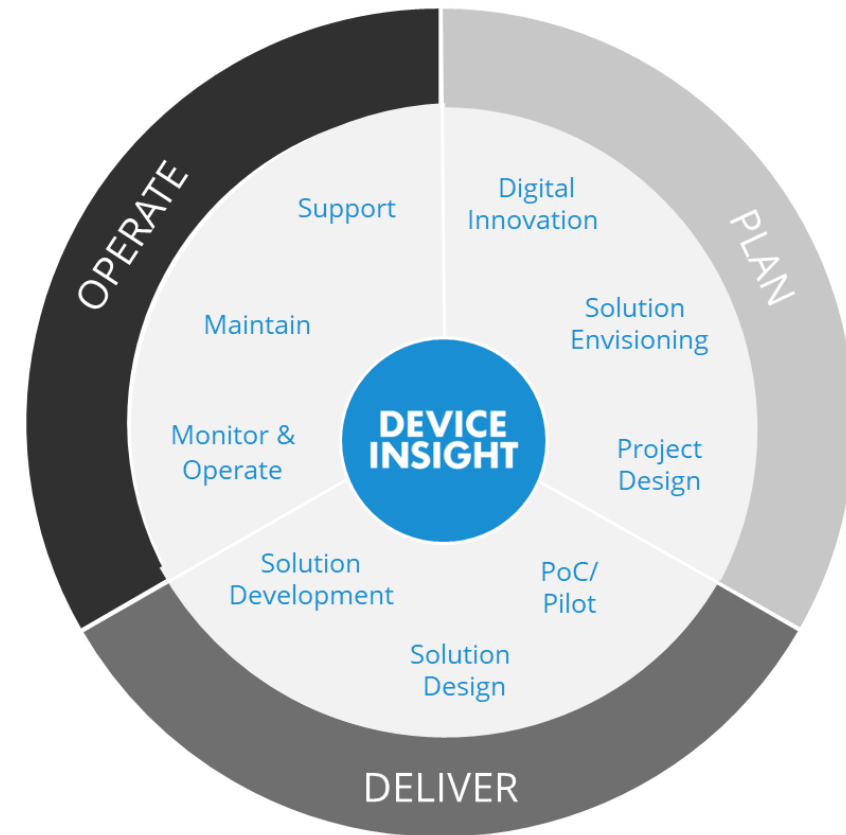 OPERATE
PLAN
DELIVER
Support
Digital
Innovation
Maintain
Solution
Envisioning
DEVICE
INSIGHT
Monitor &
Operate
Project
Design
Solution
Development
PoC/
Pilot
Solution
Design